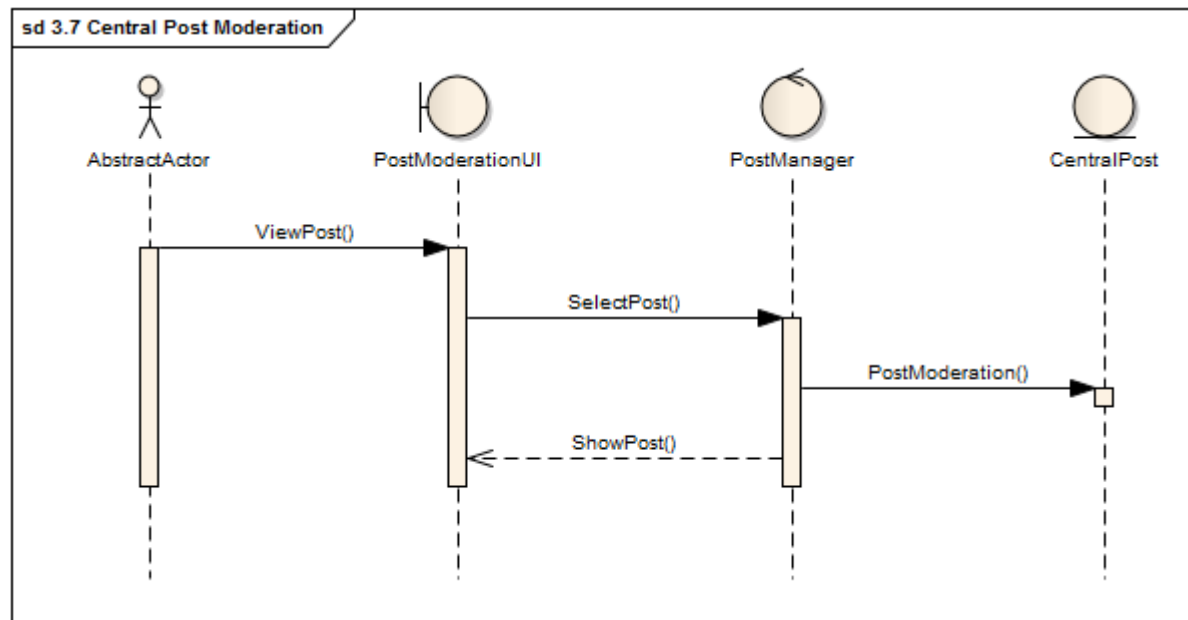 sd 3.7 Central Post Moderation
AbstractActor
PostModerationUI
PostManager
CentralPost
ViewPost()
SelectPost()
PostModeration()
ShowPost()